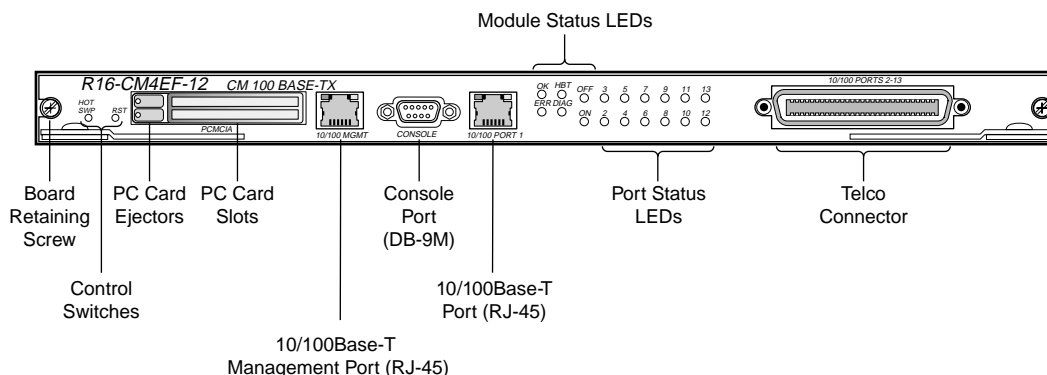 Module Status LEDs
R16-CM4EF-12 CM 100 BASE-TX
HOT
SWP
RST
PCMCIA
10/100 MGMT
CONSOLE
10/100 PORT 1
OK HBT
ERR DIAG
OFF 3 5 7 9 11 13
ON 2 4 6 8 10 12
10/100 PORTS 2-13
Board
Retaining
Screw
PC Card
Ejectors
PC Card
Slots
Console
Port
(DB-9M)
Port Status
LEDs
Telco
Connector
Control
Switches
10/100Base-T
Port (RJ-45)
10/100Base-T
Management Port (RJ-45)